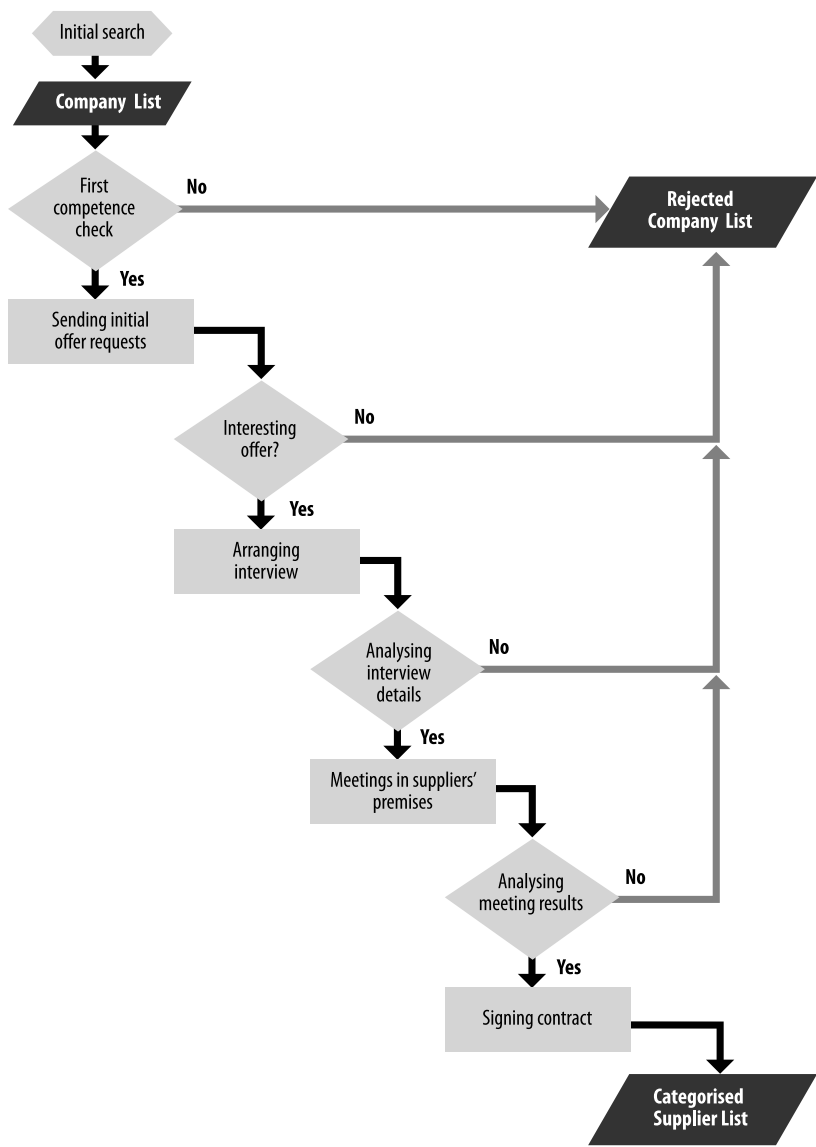 Initial search
Company List
First
competence
check
No
Rejected
Company List
Yes
Sending initial
offer requests
Interesting
offer?
No
Yes
Arranging
interview
Analysing
interview
details
No
Yes
Meetings in suppliers’
premises
Analysing
meeting results
No
Yes
Signing contract
Categorised
Supplier List